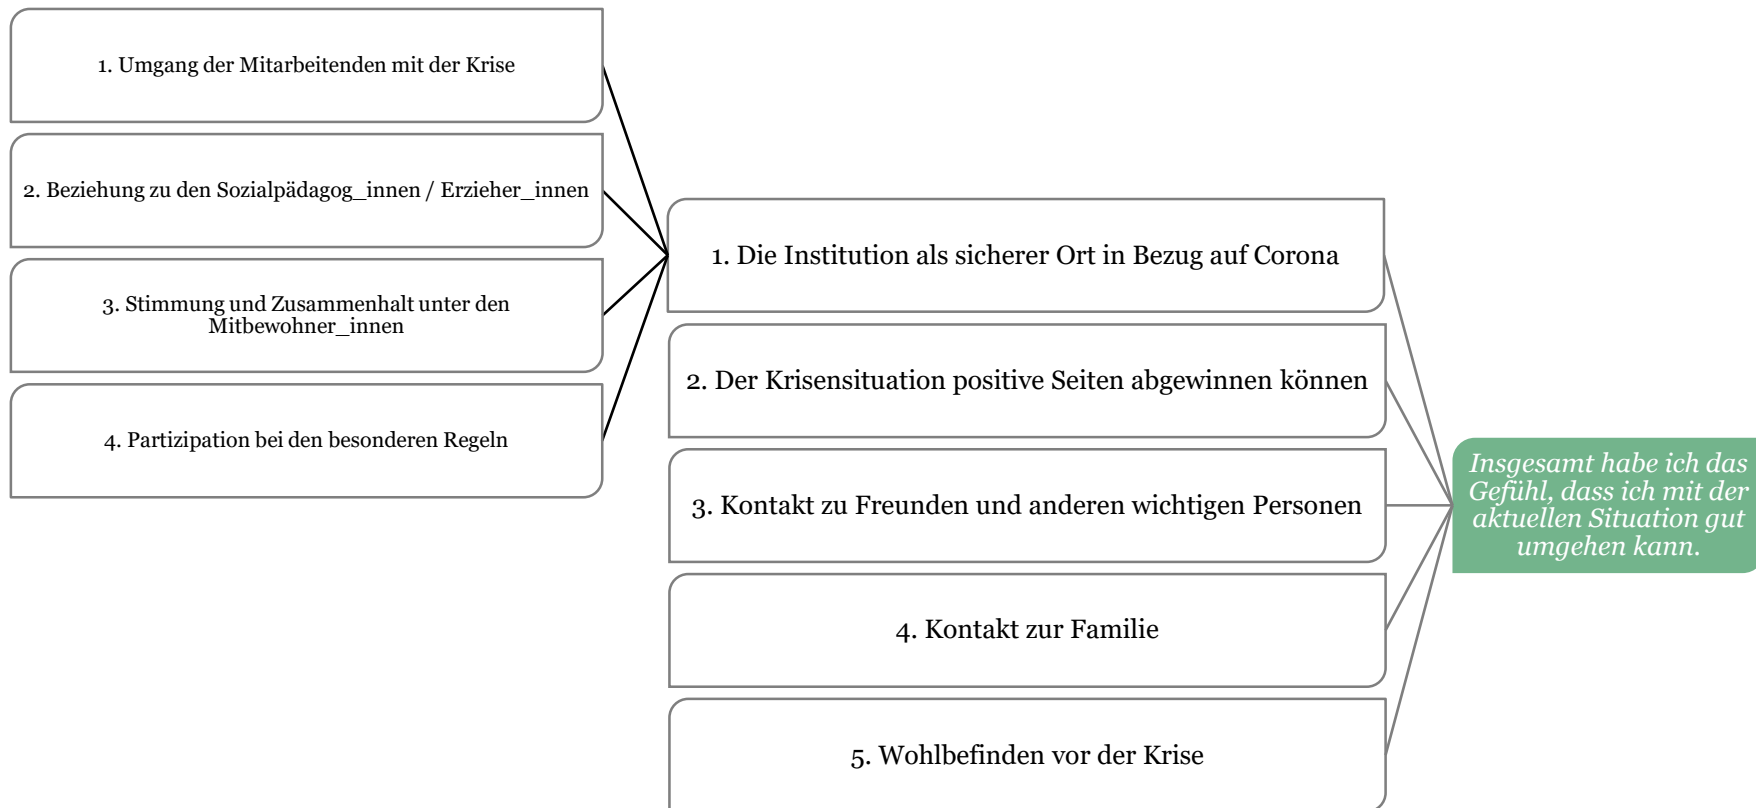 1. Umgang der Mitarbeitenden mit der Krise
2. Beziehung zu den Sozialpädagog_innen / Erzieher_innen
3. Stimmung und Zusammenhalt unter den
Mitbewohner_innen
4. Partizipation bei den besonderen Regeln
1. Die Institution als sicherer Ort in Bezug auf Corona
2. Der Krisensituation positive Seiten abgewinnen können
3. Kontakt zu Freunden und anderen wichtigen Personen
4. Kontakt zur Familie
5. Wohlbefinden vor der Krise
Insgesamt habe ich das
Gefühl, dass ich mit der
aktuellen Situation gut
umgehen kann.